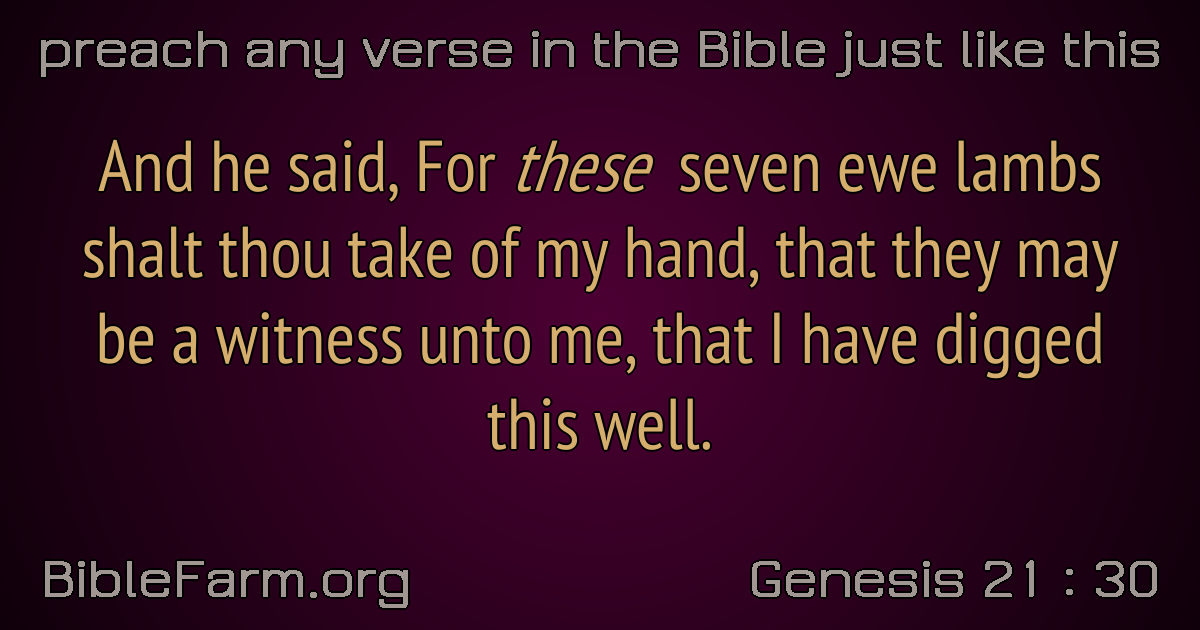 preach any verse in the Bible just like this
And he said, For these seven ewe lambs
shalt thou take of my hand, that they may
be a witness unto me, that I have digged
this well.
BibleFarm.org
Genesis 21 : 30